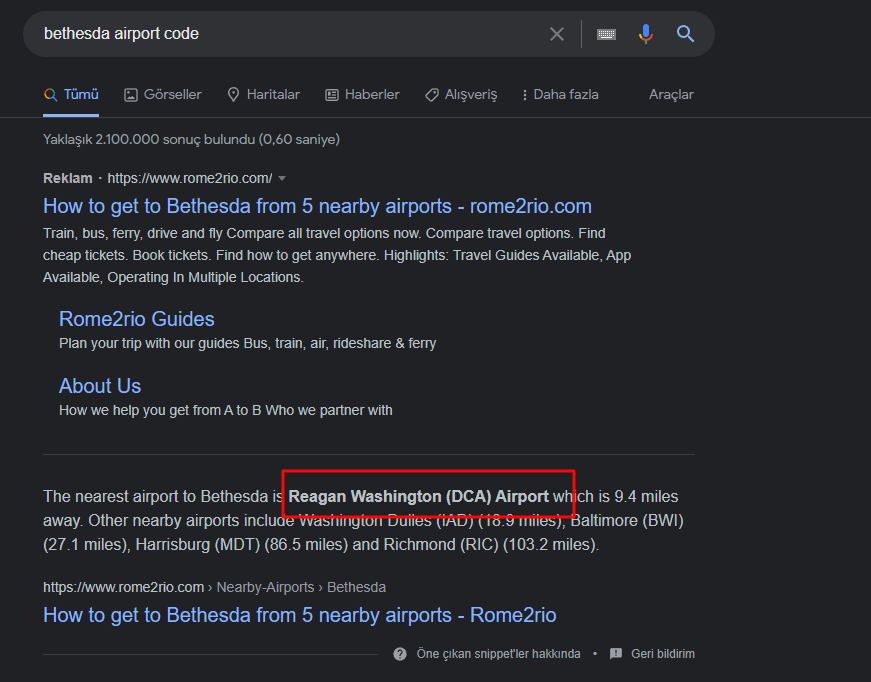 bethesda airport code
Tümü Görseller Haritalar Haberler Alışveriş Daha fazla Araçlar
Yaklaşık 2.100.000 sonuç bulundu (0,60 saniye)
Reklam · https://www.rome2rio.com/
How to get to Bethesda from 5 nearby airports - rome2rio.com
Train, bus, ferry, drive and fly Compare all travel options now. Compare travel options. Find
cheap tickets. Book tickets. Find how to get anywhere. Highlights: Travel Guides Available, App
Available, Operating In Multiple Locations.
Rome2rio Guides
Plan your trip with our guides Bus, train, air, rideshare & ferry
About Us
How we help you get from A to B Who we partner with
The nearest airport to Bethesda is Reagan Washington (DCA) Airport which is 9.4 miles
away. Other nearby airports include Washington Dulles (IAD) (18.9 miles), Baltimore (BWI)
(27.1 miles), Harrisburg (MDT) (86.5 miles) and Richmond (RIC) (103.2 miles).
https://www.rome2rio.com › Nearby-Airports › Bethesda
How to get to Bethesda from 5 nearby airports - Rome2rio
Öne çıkan snippet'ler hakkında • Geri bildirim